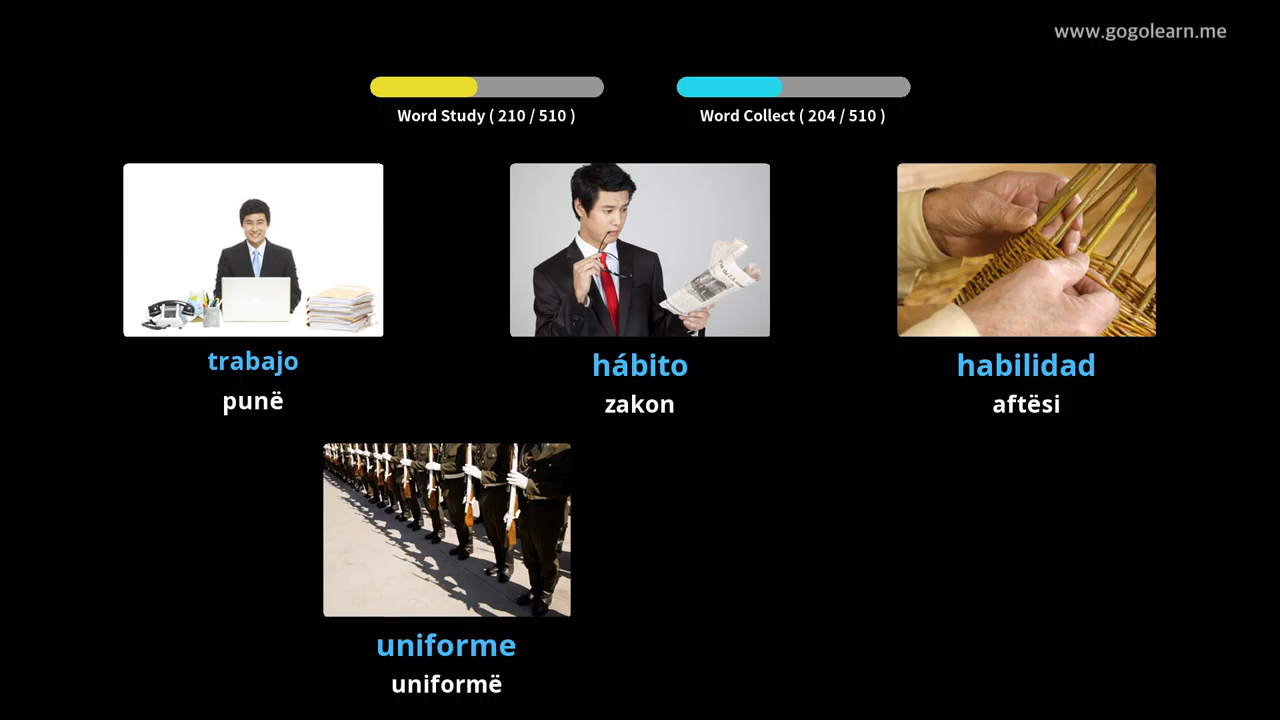 www.gogolearn.me
Word Study ( 210 / 510 )
Word Collect ( 204 / 510 )
trabajo
punë
hábito
zakon
habilidad
aftësi
uniforme
uniformë